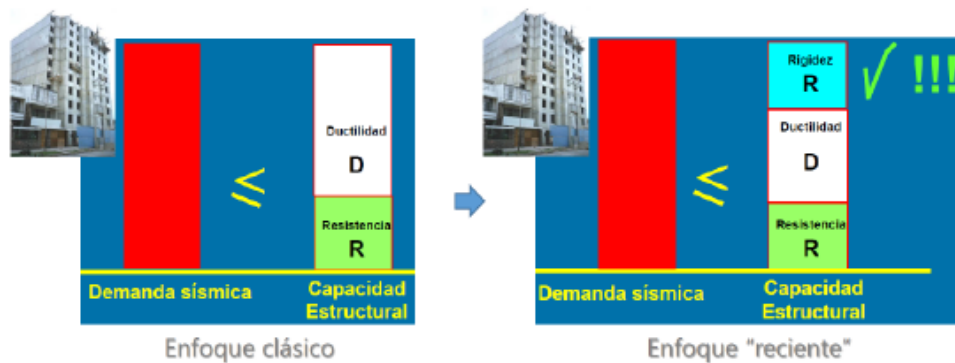 Ductilidad
D
≤
Resistencia
R
Demanda sísmica
Capacidad
Estructural
Enfoque clásico
Rigidez
R
√ !!!
Ductilidad
D
≤
Resistencia
R
Demanda sísmica
Capacidad
Estructural
Enfoque "reciente"